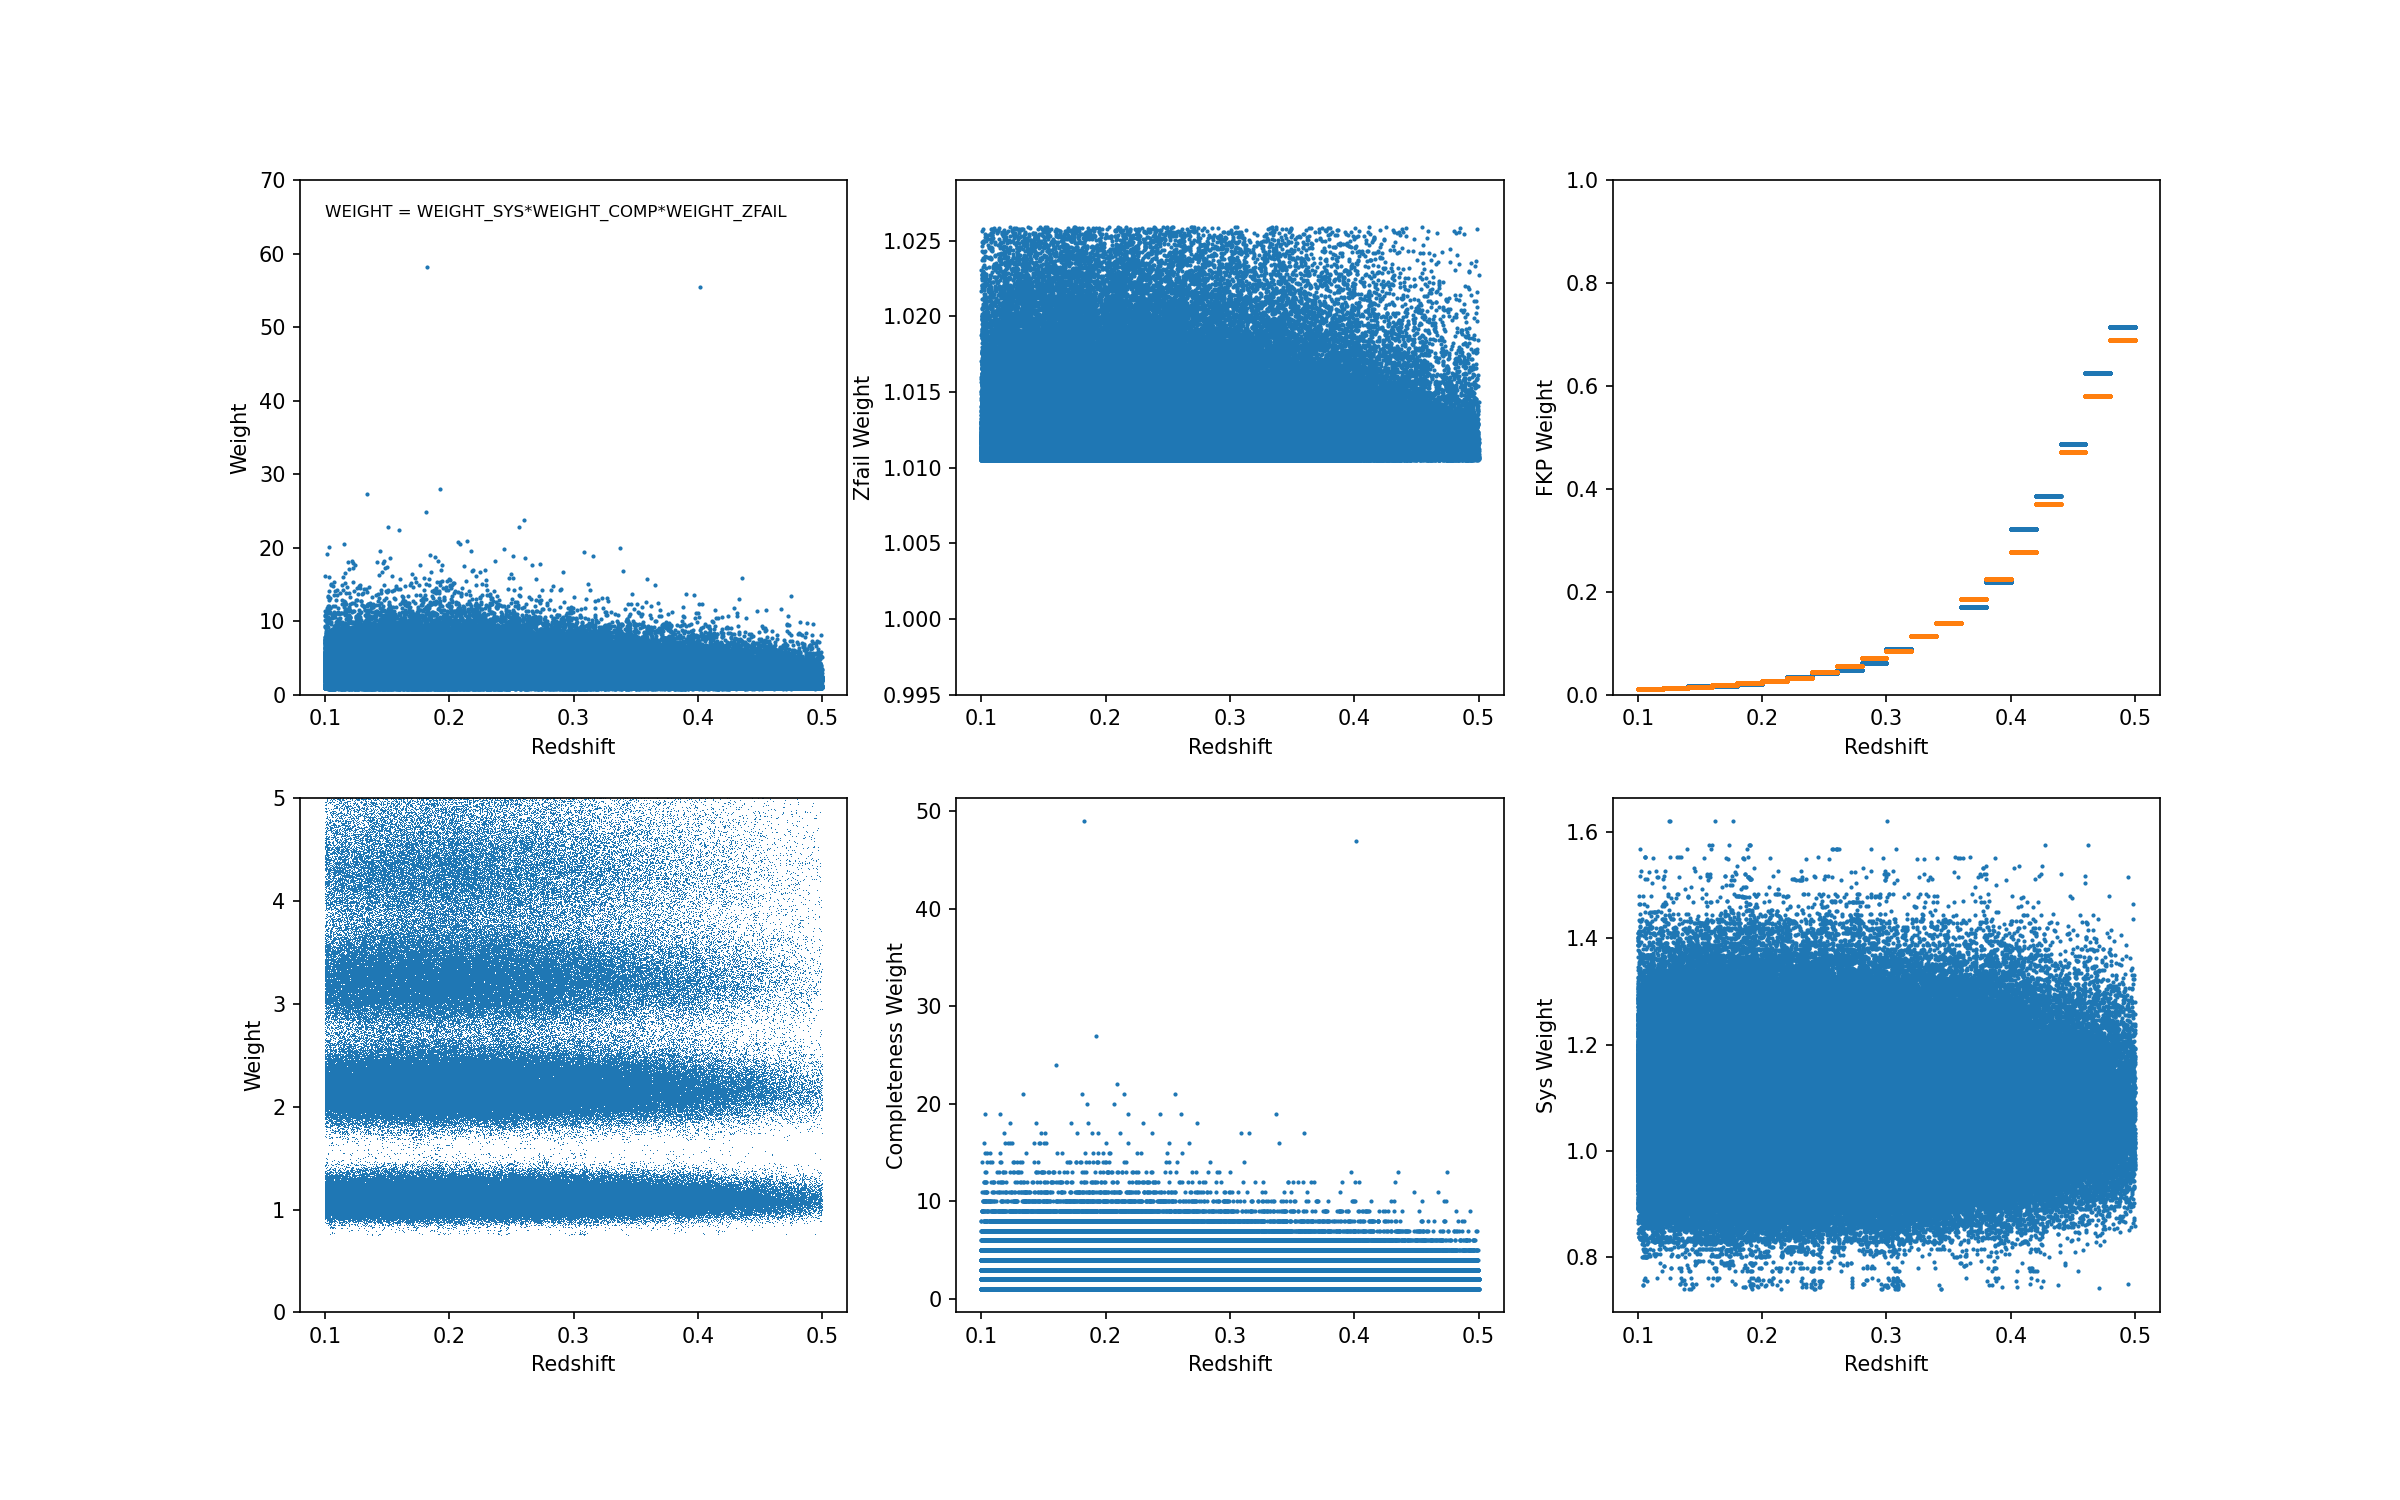 70
60
50
40
30
20
10
0
Weight
WEIGHT = WEIGHT_SYS*WEIGHT_COMP*WEIGHT_ZFAIL
0.1 0.2 0.3 0.4 0.5
Redshift
1.025
1.020
1.015
1.010
1.005
1.000
0.995
Zfail Weight
0.1 0.2 0.3 0.4 0.5
Redshift
1.0
0.8
0.6
0.4
0.2
0.0
FKP Weight
0.1 0.2 0.3 0.4 0.5
Redshift
5
4
3
2
1
0
Weight
0.1 0.2 0.3 0.4 0.5
Redshift
50
40
30
20
10
0
Completeness Weight
0.1 0.2 0.3 0.4 0.5
Redshift
1.6
1.4
1.2
1.0
0.8
Sys Weight
0.1 0.2 0.3 0.4 0.5
Redshift